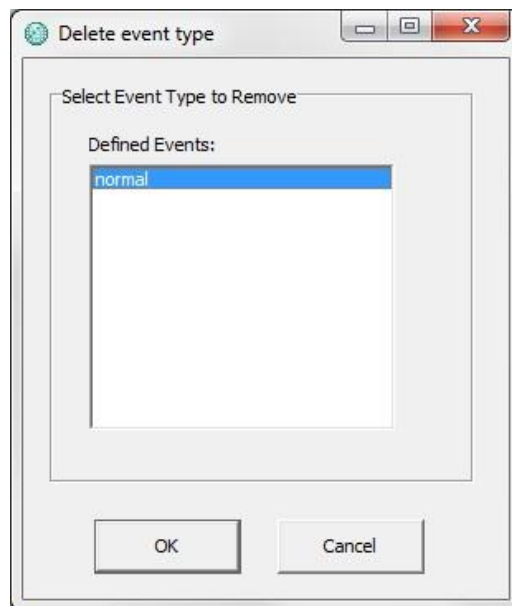 Delete event type
Select Event Type to Remove
Defined Events:
normal
OK
Cancel